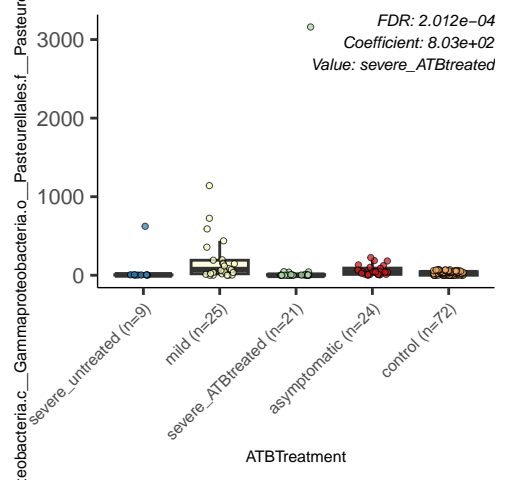 eobacteria.c__Gammaproteobacteria.o__Pasteurellales.f__Pasteure
FDR: 2.012e−04
Coefficient: 8.03e+02
Value: severe_ATBtreated
3000
2000
1000
0
severe_untreated (n=9)
mild (n=25)
severe_ATBtreated (n=21)
asymptomatic (n=24)
control (n=72)
ATBTreatment